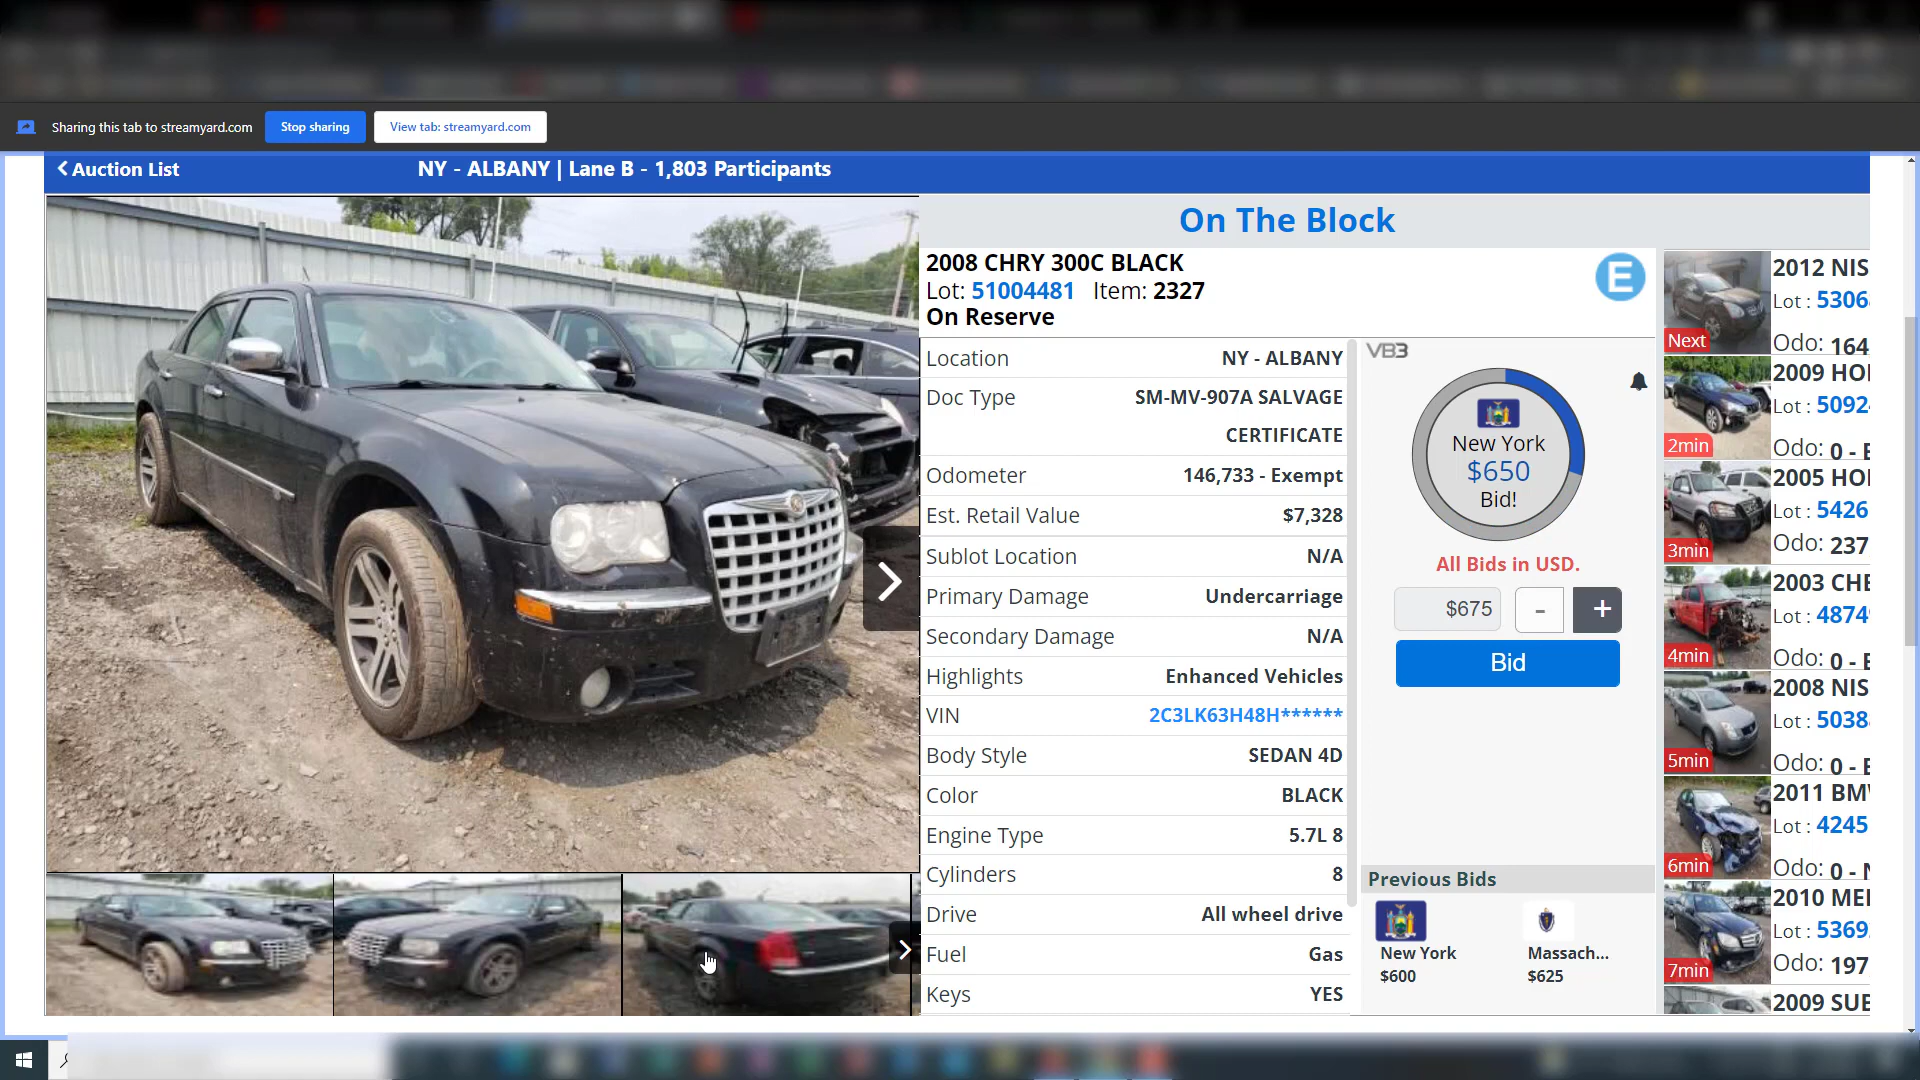 Sharing this tab to streamyard.com
Stop sharing
View tab: streamyard.com
Auction List
NY - ALBANY | Lane B - 1,803 Participants
On The Block
2008 CHRY 300C BLACK
Lot: 51004481 Item: 2327
On Reserve
E
Location NY - ALBANY
Doc Type SM-MV-907A SALVAGE
CERTIFICATE
Odometer 146,733 - Exempt
Est. Retail Value $7,328
Sublot Location N/A
Primary Damage Undercarriage
Secondary Damage N/A
Highlights Enhanced Vehicles
VIN 2C3LK63H48H******
Body Style SEDAN 4D
Color BLACK
Engine Type 5.7L 8
Cylinders 8
Drive All wheel drive
Fuel Gas
Keys YES
VB3
New York
$650
Bid!
All Bids in USD.
$675
-
+
Bid
Previous Bids
New York
$600
Massach...
$625
2012 NIS
Lot : 5306
Odo: 164
Next
2009 HO
Lot : 5092
Odo: 0 - E
2min
2005 HO
Lot : 5426
Odo: 237
3min
2003 CHE
Lot : 4874
Odo: 0 - E
4min
2008 NIS
Lot : 5038
Odo: 0 - E
5min
2011 BM
Lot : 4245
Odo: 0 - N
6min
2010 ME
Lot : 5369
Odo: 197
7min
2009 SUB